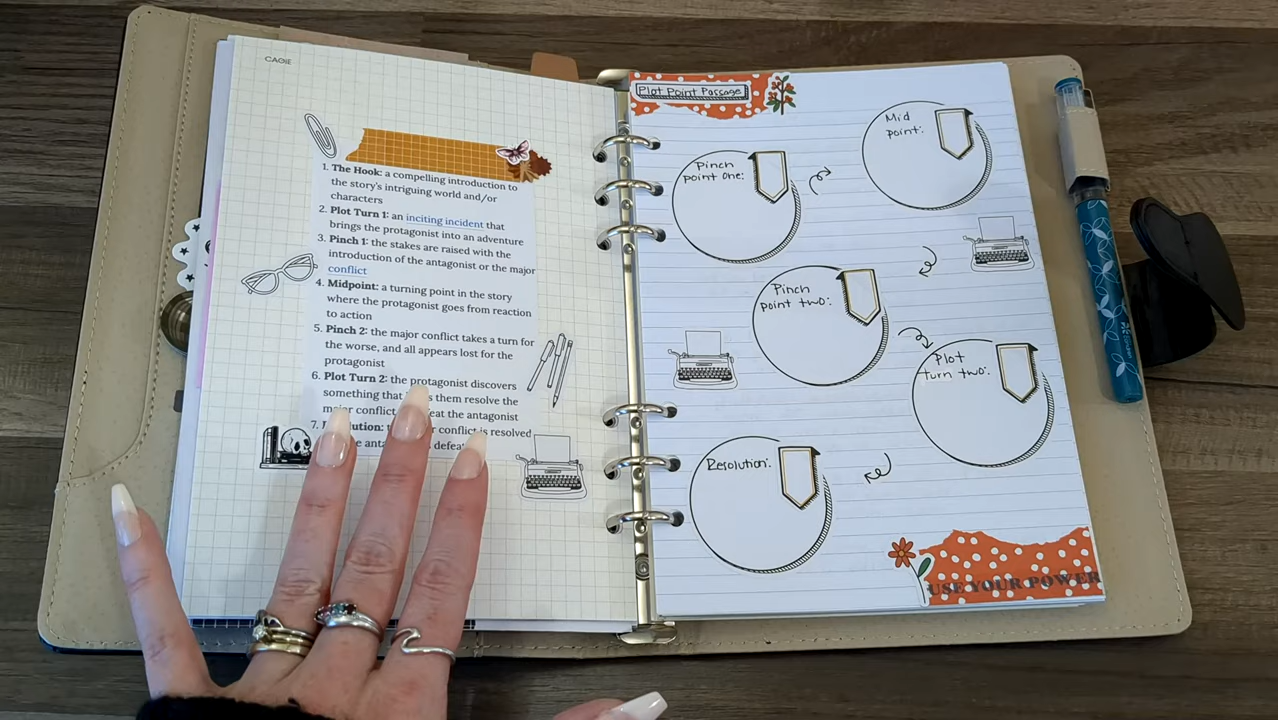 CAGIE
1. The Hook: a compelling introduction to
the story's intriguing world and/or
characters
2. Plot Turn 1: an inciting incident that
brings the protagonist into an adventure
3. Pinch 1: the stakes are raised with the
introduction of the antagonist or the major
conflict
4. Midpoint: a turning point in the story
where the protagonist goes from reaction
to action
5. Pinch 2: the major conflict takes a turn for
the worse, and all appears lost for the
protagonist
6. Plot Turn 2: the protagonist discovers
something that them resolve the
major conflict
7. conflict is resolved
Plot Point Passage
Mid
point:
Pinch
point one:
Pinch
point two:
Plot
turn two:
Resolution:
USE YOUR POWER